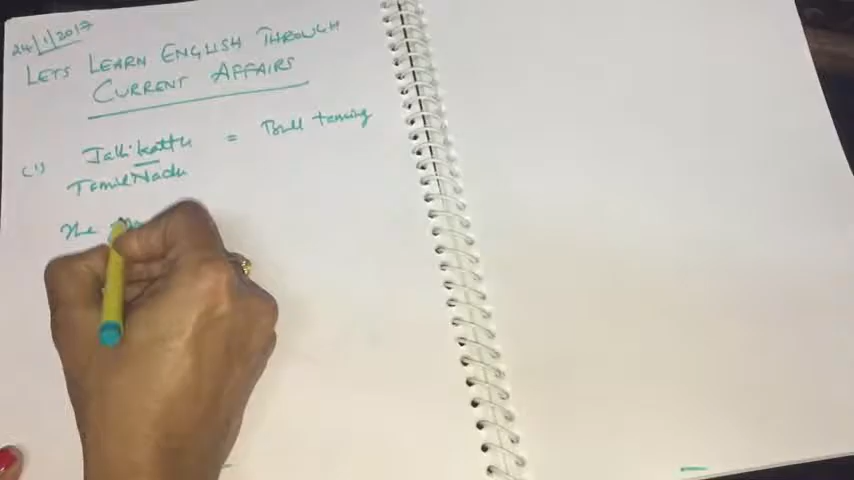 24/1/2017
LETS LEARN ENGLISH THROUGH
CURRENT AFFAIRS
(1) Jallikattu = Bull taming
TamilNadu
The